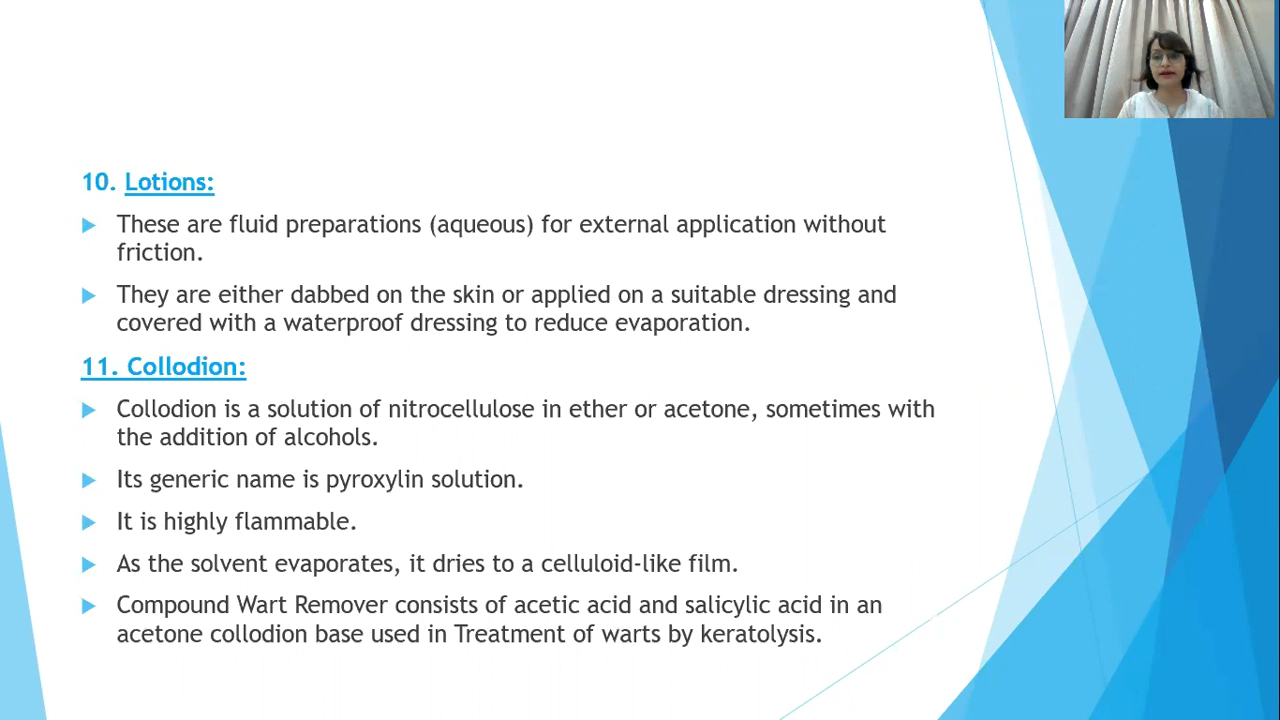 10. Lotions:
These are fluid preparations (aqueous) for external application without
friction.
They are either dabbed on the skin or applied on a suitable dressing and
covered with a waterproof dressing to reduce evaporation.
11. Collodion:
Collodion is a solution of nitrocellulose in ether or acetone, sometimes with
the addition of alcohols.
Its generic name is pyroxylin solution.
It is highly flammable.
As the solvent evaporates, it dries to a celluloid-like film.
Compound Wart Remover consists of acetic acid and salicylic acid in an
acetone collodion base used in Treatment of warts by keratolysis.